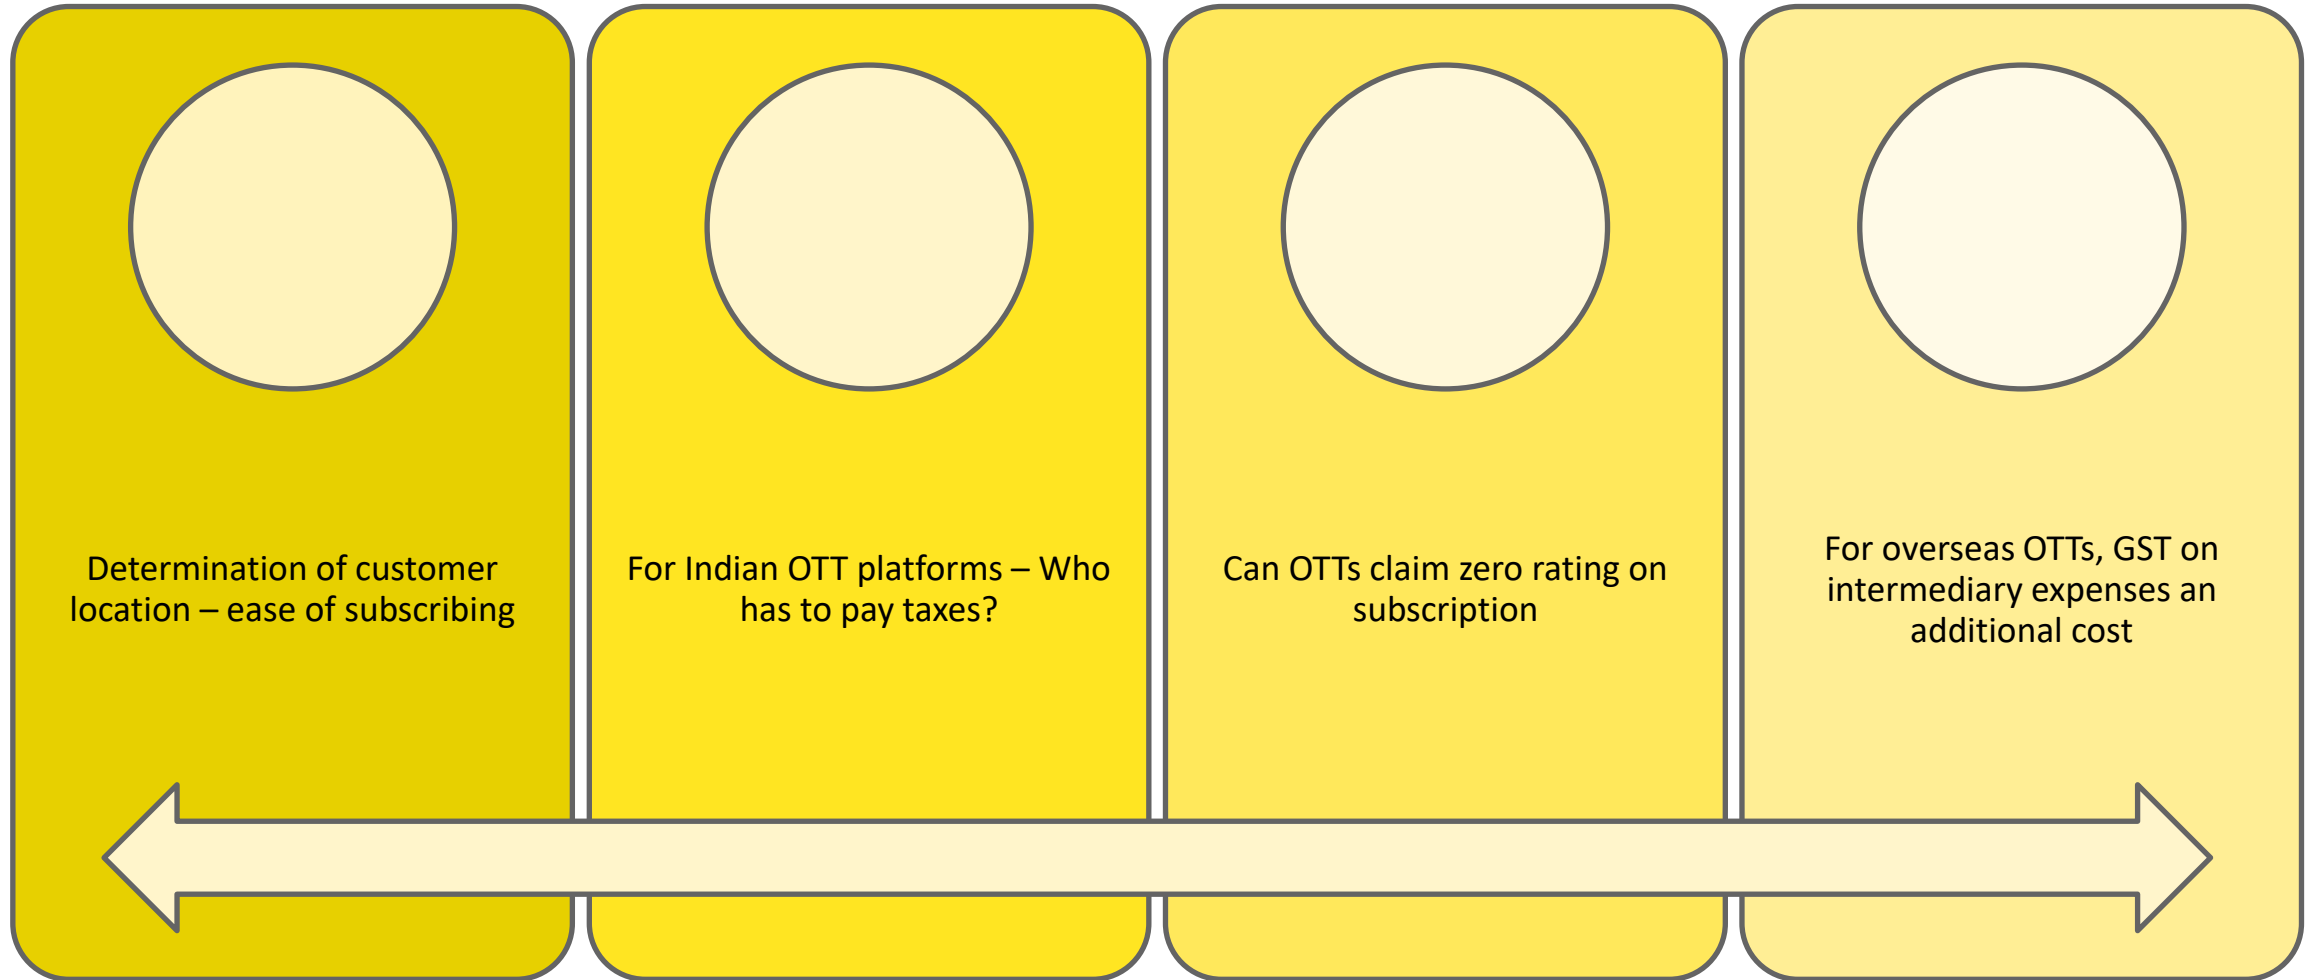 Determination of customer
location – ease of subscribing
For Indian OTT platforms – Who
has to pay taxes?
Can OTTs claim zero rating on
subscription
For overseas OTTs, GST on
intermediary expenses an
additional cost